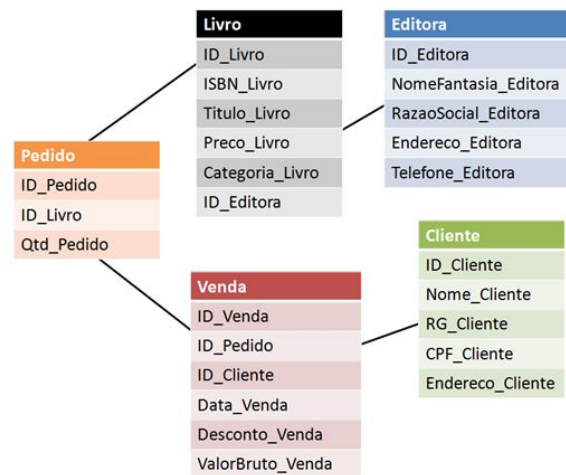 Livro
ID_Livro
ISBN_Livro
Titulo_Livro
Preco_Livro
Categoria_Livro
ID_Editora
Editora
ID_Editora
NomeFantasia_Editora
RazaoSocial_Editora
Endereco_Editora
Telefone_Editora
Pedido
ID_Pedido
ID_Livro
Qtd_Pedido
Venda
ID_Venda
ID_Pedido
ID_Cliente
Data_Venda
Desconto_Venda
ValorBruto_Venda
Cliente
ID_Cliente
Nome_Cliente
RG_Cliente
CPF_Cliente
Endereco_Cliente